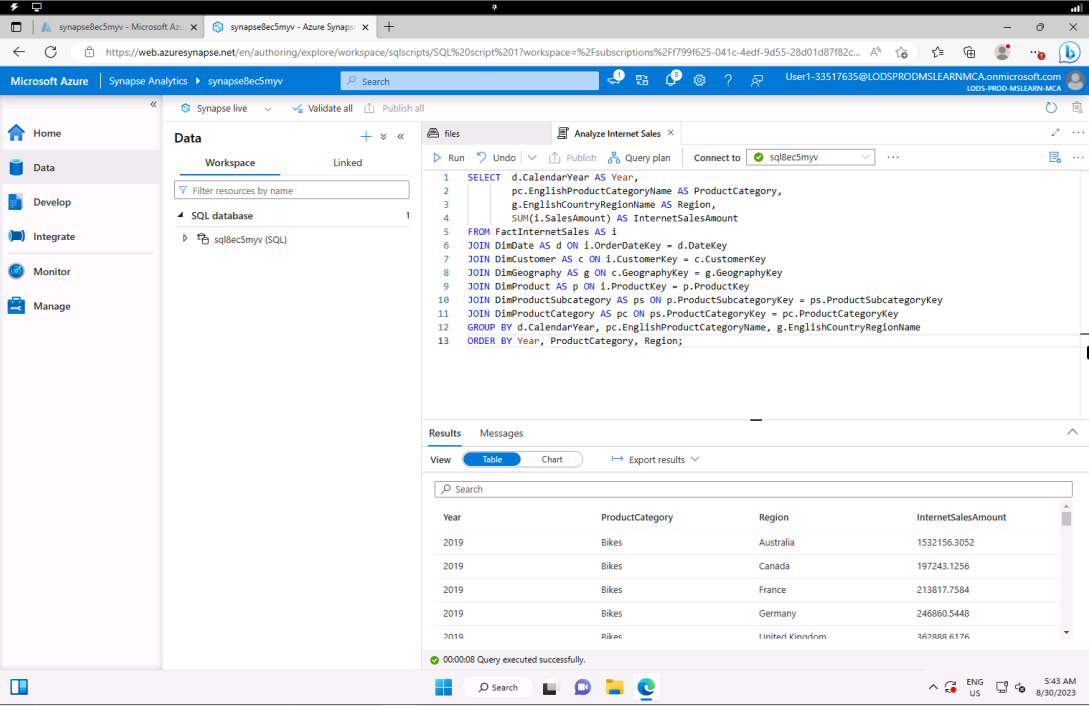 synapse8ec5myv - Microsoft Azu
synapse8ec5myv - Azure Synaps
https://web.azuresynapse.net/en/authoring/explore/workspace/sqlscripts/SQL%20script%201?workspace=%2Fsubscriptions%2Ff799f625-041c-4edf-9d55-28d01d87f82c...
Microsoft Azure
Synapse Analytics
synapse8ec5myv
Search
1
5
User1-33517635@LODSPRODMSLEARNMCA.onmicrosoft.com
LODS-PROD-MSLEARN-MCA
Home
Data
Develop
Integrate
Monitor
Manage
Synapse live
Validate all
Publish all
Data
Workspace
Linked
Filter resources by name
SQL database 1
sql8ec5myv (SQL)
files
Analyze Internet Sales
Run
Undo
Publish
Query plan
Connect to
sql8ec5myv
1 SELECT d.CalendarYear AS Year,
2 pc.EnglishProductCategoryName AS ProductCategory,
3 g.EnglishCountryRegionName AS Region,
4 SUM(i.SalesAmount) AS InternetSalesAmount
5 FROM FactInternetSales AS i
6 JOIN DimDate AS d ON i.OrderDateKey = d.DateKey
7 JOIN DimCustomer AS c ON i.CustomerKey = c.CustomerKey
8 JOIN DimGeography AS g ON c.GeographyKey = g.GeographyKey
9 JOIN DimProduct AS p ON i.ProductKey = p.ProductKey
10 JOIN DimProductSubcategory AS ps ON p.ProductSubcategoryKey = ps.ProductSubcategoryKey
11 JOIN DimProductCategory AS pc ON ps.ProductCategoryKey = pc.ProductCategoryKey
12 GROUP BY d.CalendarYear, pc.EnglishProductCategoryName, g.EnglishCountryRegionName
13 ORDER BY Year, ProductCategory, Region;
Results
Messages
View
Table
Chart
Export results
Search
Year ProductCategory Region InternetSalesAmount
2019 Bikes Australia 1532156.3052
2019 Bikes Canada 197243.1256
2019 Bikes France 213817.7584
2019 Bikes Germany 246860.5448
2019 Bikes United Kingdom 362888.6176
00:00:08 Query executed successfully.
Search
ENG
US
5:43 AM
8/30/2023